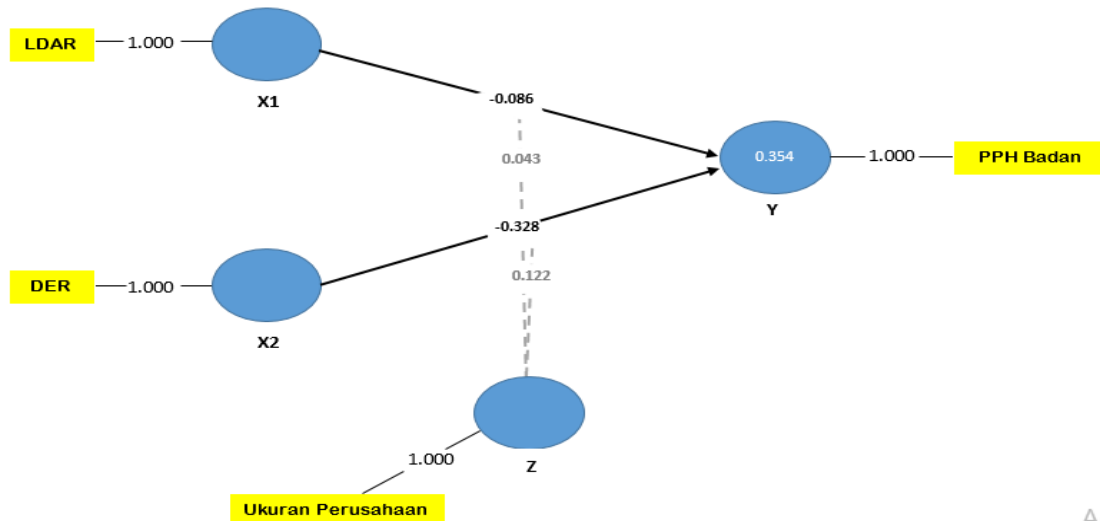 LDAR
1.000
X1
-0.086
0.043
0.354
1.000
PPH Badan
Y
-0.328
DER
1.000
X2
0.122
1.000
Z
Ukuran Perusahaan
A